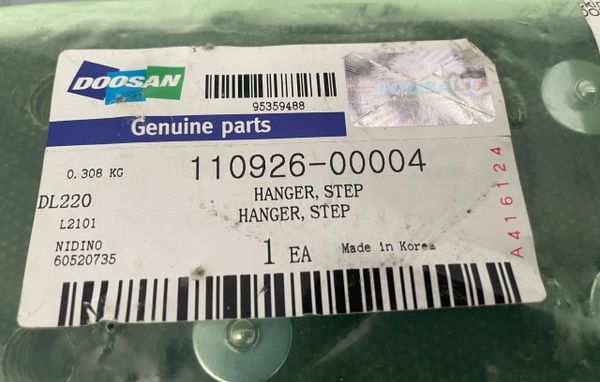 DOOSAN
95359488
DOOSAN
Genuine parts
0.308 KG
110926-00004
DL220
HANGER, STEP
L2101
HANGER, STEP
NIDINO
60520735
1 EA
Made in Korea
A416124